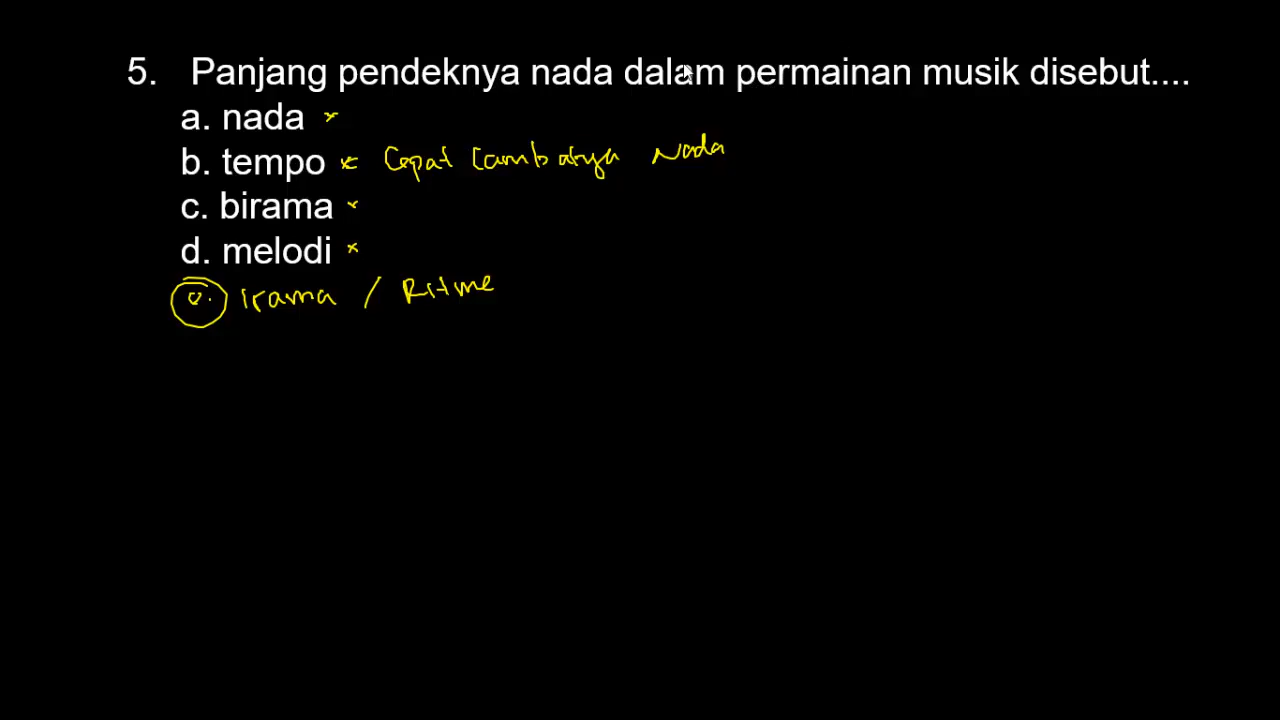 5. Panjang pendeknya nada dalam permainan musik disebut....
a. nada ×
b. tempo × Cepat Lambatnya Nada
c. birama ×
d. melodi ×
e. irama / Ritme